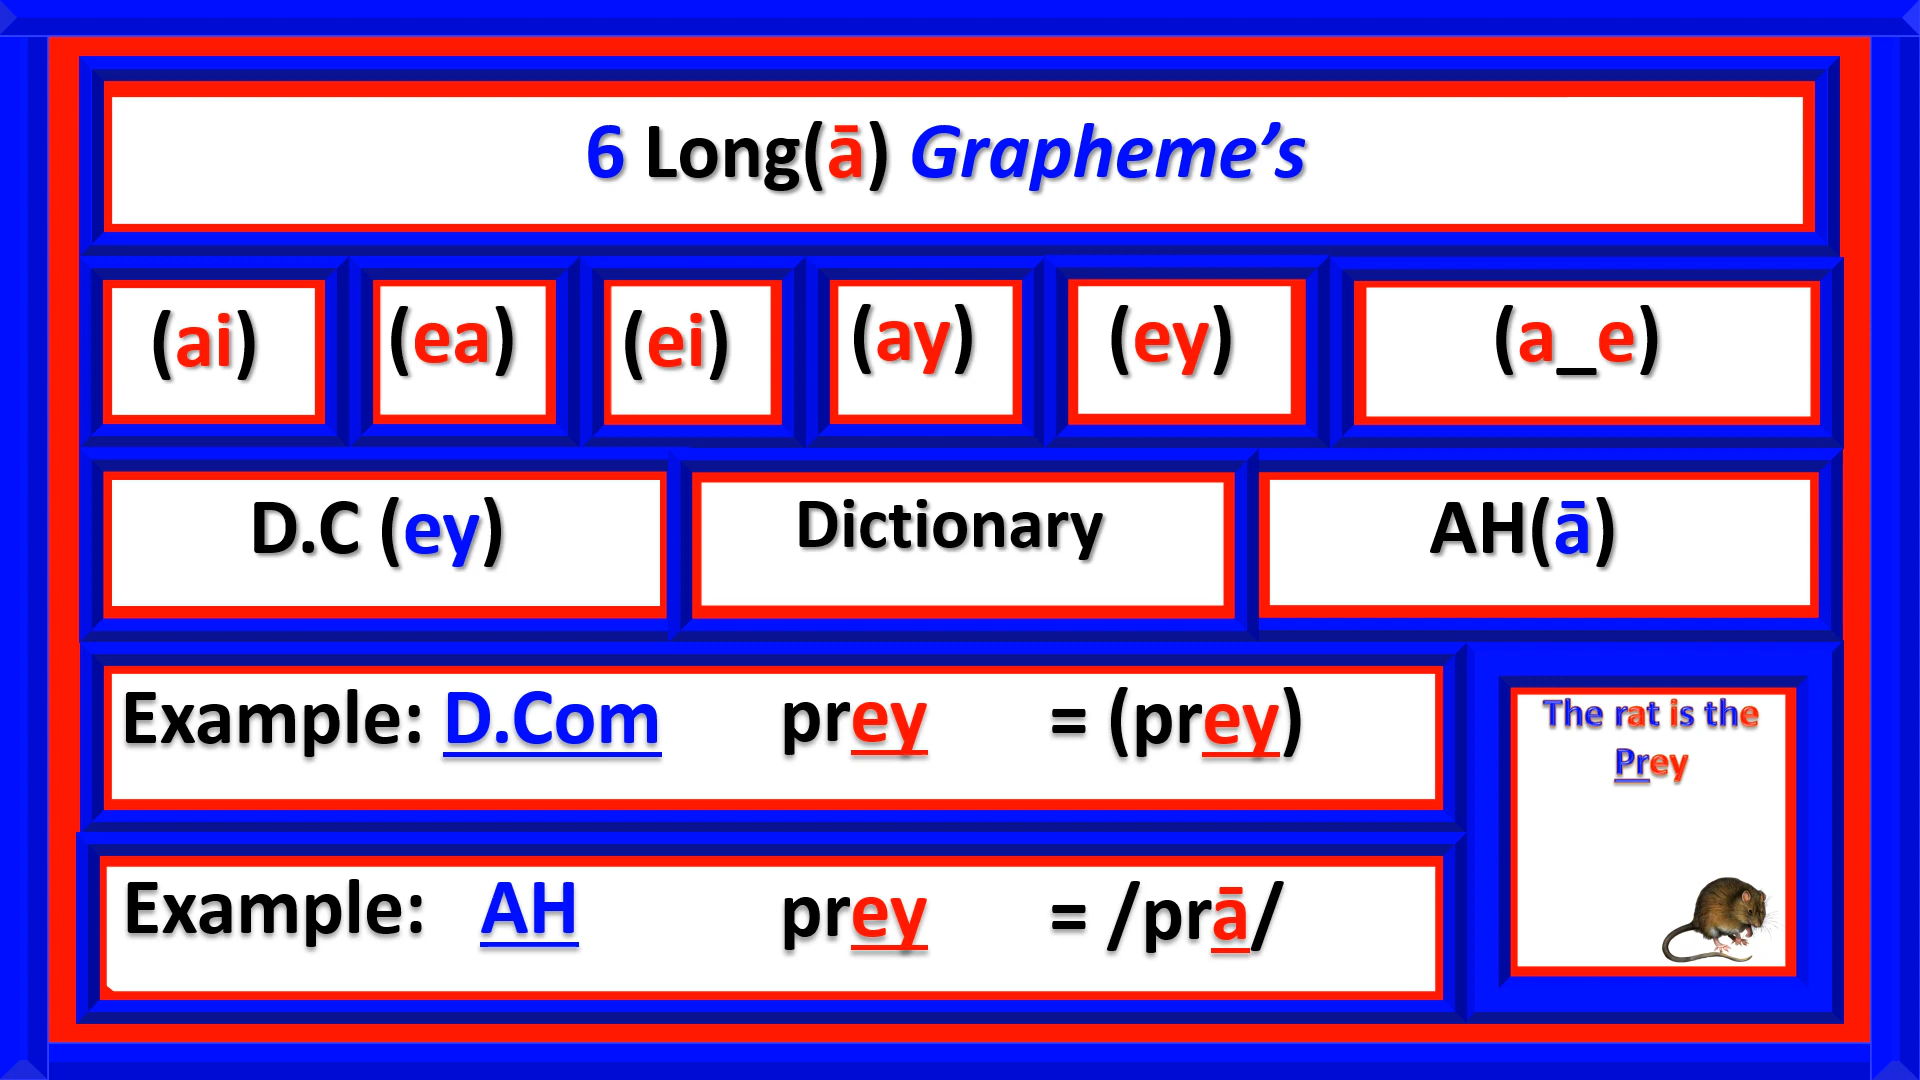 6 Long(ā) Grapheme’s
(ai) (ea) (ei) (ay) (ey) (a_e)
D.C (ey) Dictionary AH(ā)
Example: D.Com prey = (prey)
Example: AH prey = /prā/
The rat is the
Prey